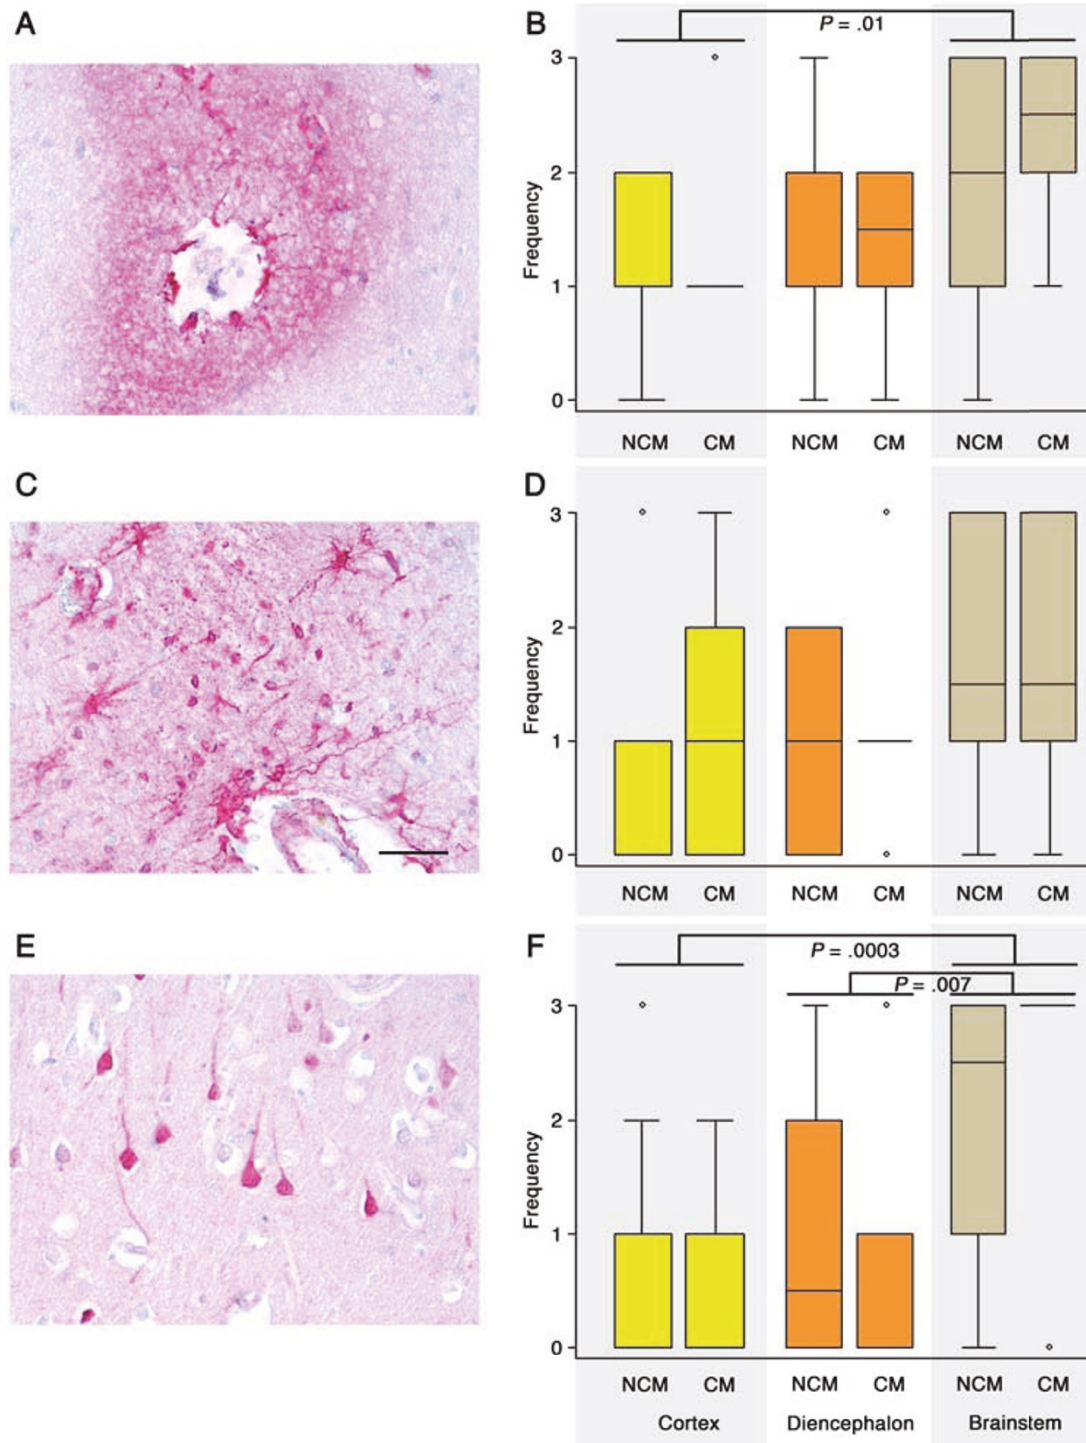 A
B
P = .01
Frequency
3
2
1
0
NCM CM NCM CM NCM CM
C
D
Frequency
3
2
1
0
NCM CM NCM CM NCM CM
E
F
P = .0003
P = .007
Frequency
3
2
1
0
NCM CM NCM CM NCM CM
Cortex Diencephalon Brainstem